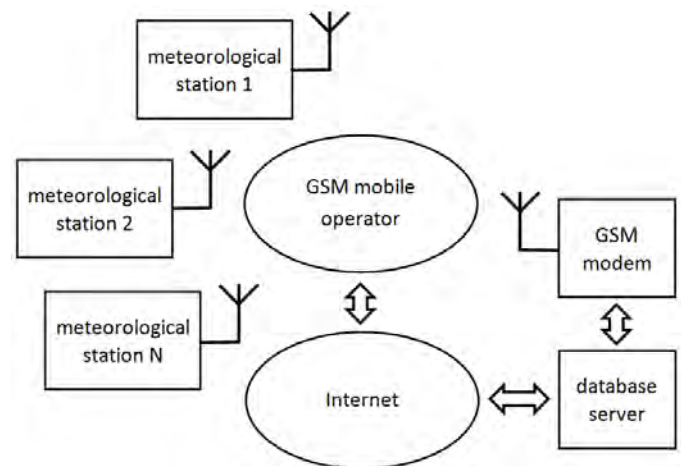 meteorological
station 1
meteorological
station 2
GSM mobile
operator
GSM
modem
meteorological
station N
Internet
database
server